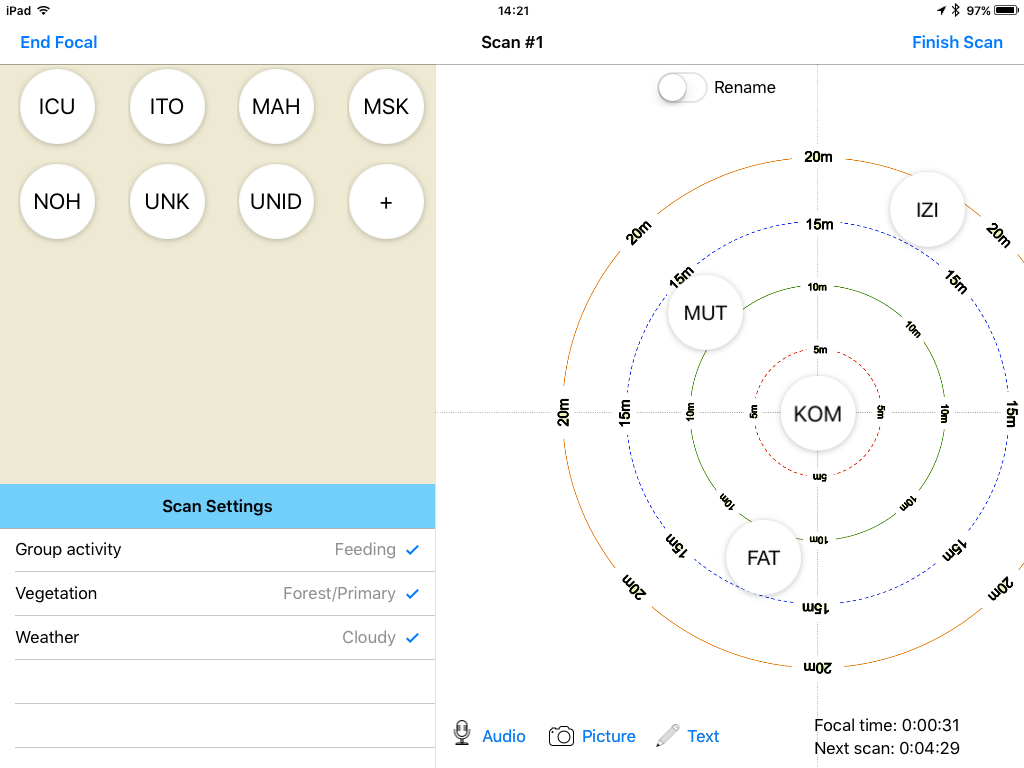 iPad 14:21 97%
End Focal Scan #1 Finish Scan
ICU ITO MAH MSK
NOH UNK UNID +
Rename
20m
IZI
20m 20m
15m
15m 15m
MUT
10m
10m
5m
20m 15m 10m 5m KOM 5m 10m 15m
5m
10m 10m
10m
FAT
15m 15m
15m
20m 20m
20m
Scan Settings
Group activity Feeding
Vegetation Forest/Primary
Weather Cloudy
Audio Picture Text
Focal time: 0:00:31
Next scan: 0:04:29